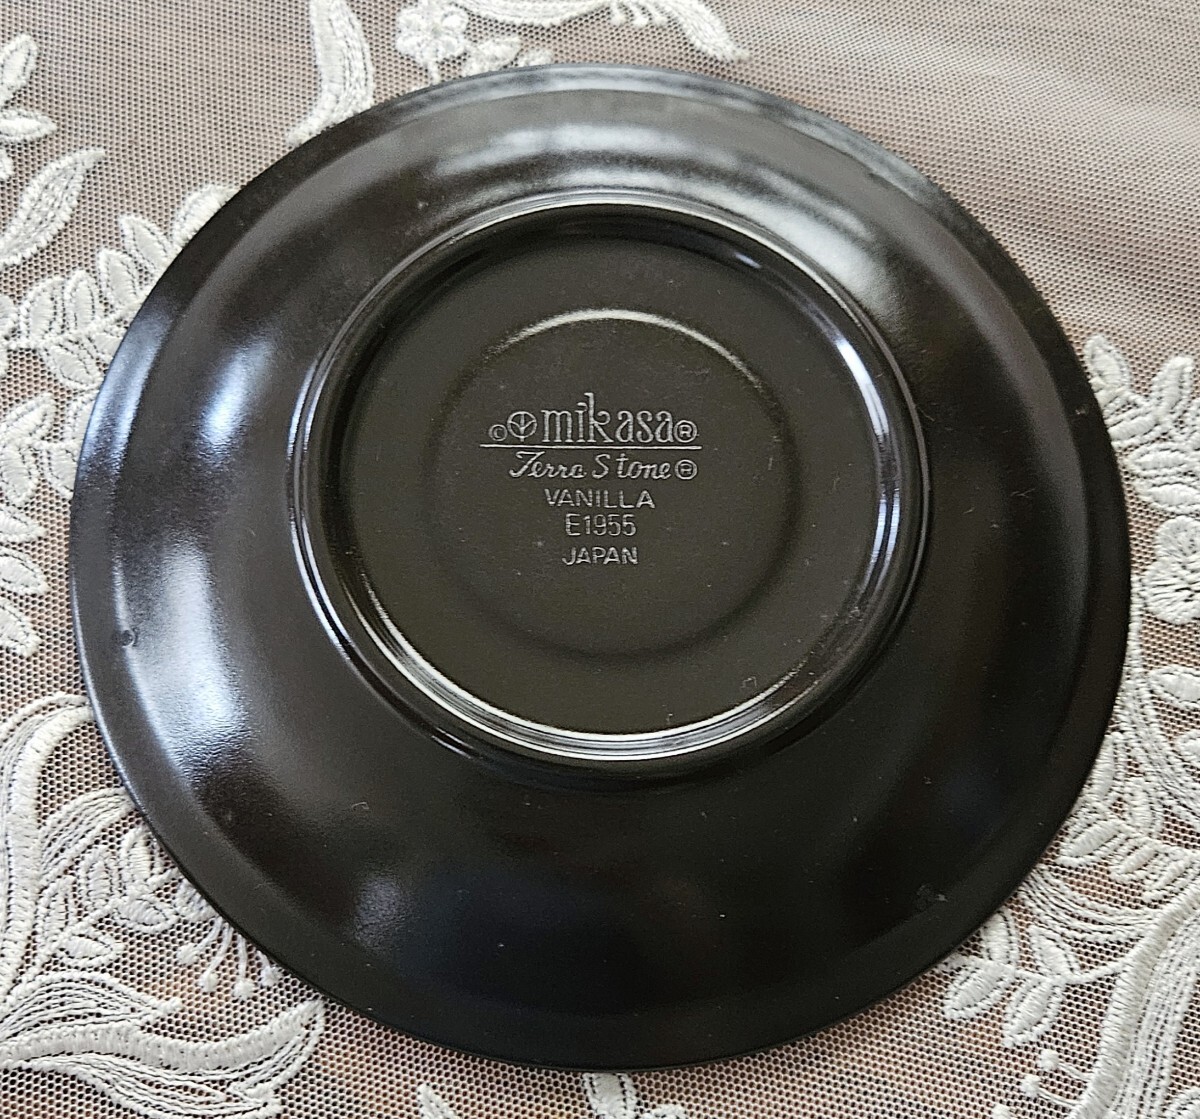 © mikasa®
Terra Stone®
VANILLA
E1955
JAPAN